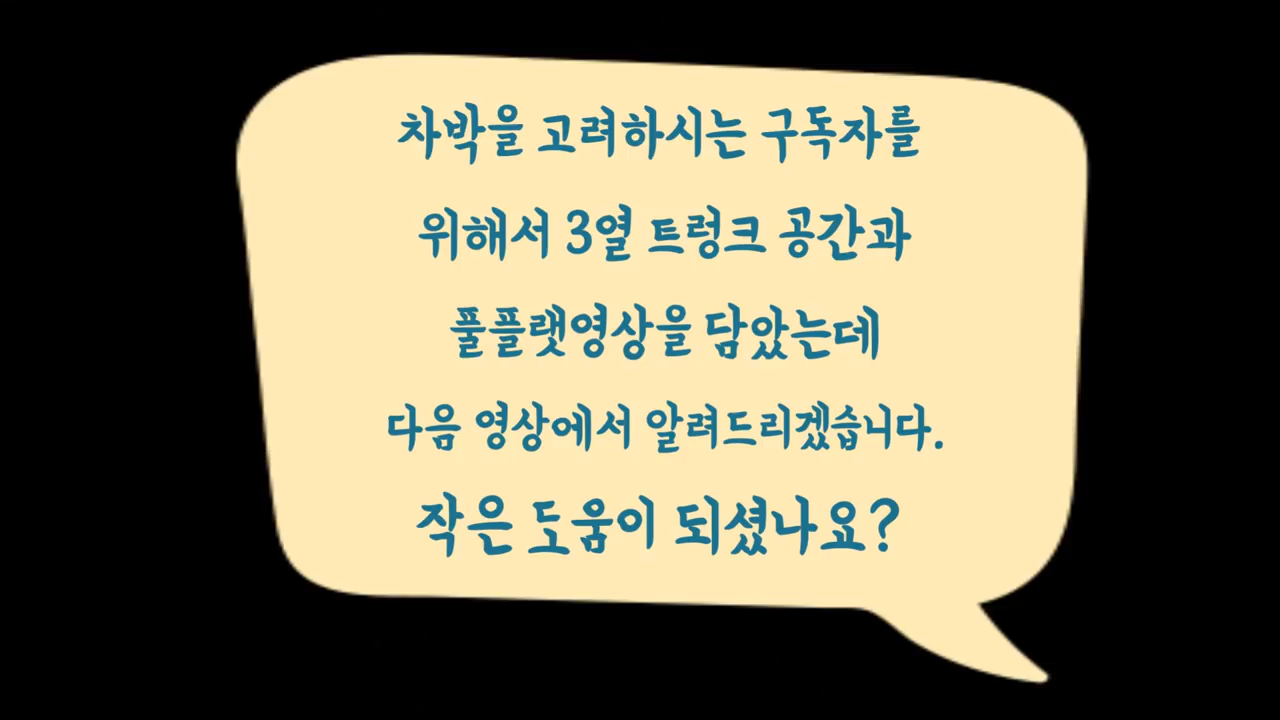 차박을 고려하시는 구독자를
위해서 3열 트렁크 공간과
풀플랫영상을 담았는데
다음 영상에서 알려드리겠습니다.
작은 도움이 되셨나요?